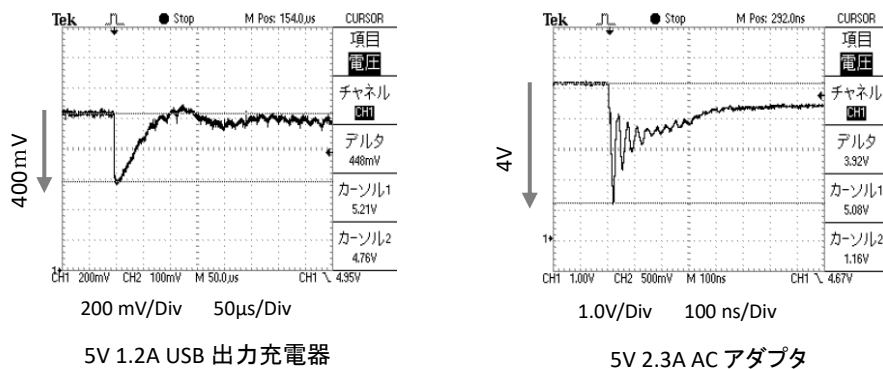 Tek Stop M Pos: 154.0µs CURSOR
項目
電圧
チャネル
CH1
デルタ
448mV
カーソル1
5.21V
カーソル2
4.76V
400mV
1
CH1 200mV CH2 100mV M 50.0µs CH1 \ 4.95V
200 mV/Div 50µs/Div
5V 1.2A USB 出力充電器
Tek Stop M Pos: 232.0ns CURSOR
項目
電圧
チャネル
CH1
デルタ
3.92V
カーソル1
5.08V
カーソル2
1.16V
4V
1
CH1 1.00V CH2 500mV M 100ns CH1 \ 4.67V
1.0V/Div 100 ns/Div
5V 2.3A AC アダプタ